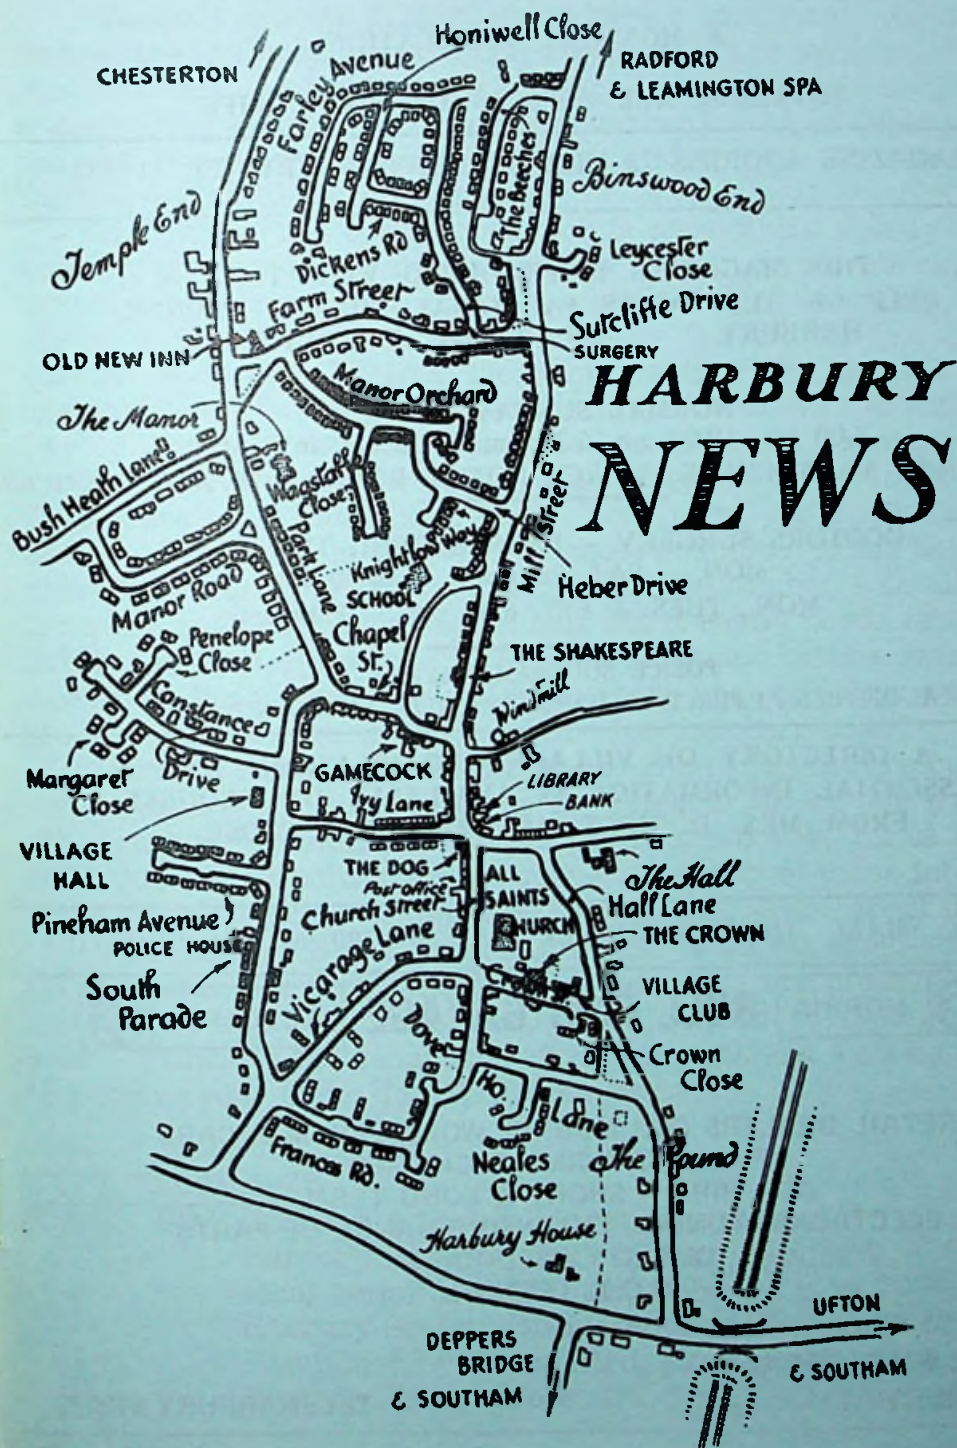 Honiwell Close
CHESTERTON
RADFORD
& LEAMINGTON SPA
Farley Avenue
The Beeches
Binswood End
Temple End
Dickens Rd
Leycester
Close
Farm Street
Sutcliffe Drive
SURGERY
OLD NEW INN
HARBURY
NEWS
Manor Orchard
The Manor
Bush Heath Lane
Wagstaff
Close
Park Lane
Mill Street
Knightlow Way
SCHOOL
Heber Drive
Manor Road
Chapel
St.
Penelope
Close
THE SHAKESPEARE
Windmill
Constance
Drive
Margaret
Close
GAMECOCK
LIBRARY
BANK
Ivy Lane
VILLAGE
HALL
THE DOG
Post office
Church Street
ALL
SAINTS
CHURCH
The Hall
Hall Lane
THE CROWN
Pineham Avenue
POLICE HOUSE
Vicarage Lane
South
Parade
VILLAGE
CLUB
Dove
Crown
Close
Lane
The Pound
Frances Rd.
Neales
Close
Harbury House
DEPPERS
BRIDGE
& SOUTHAM
UFTON
& SOUTHAM